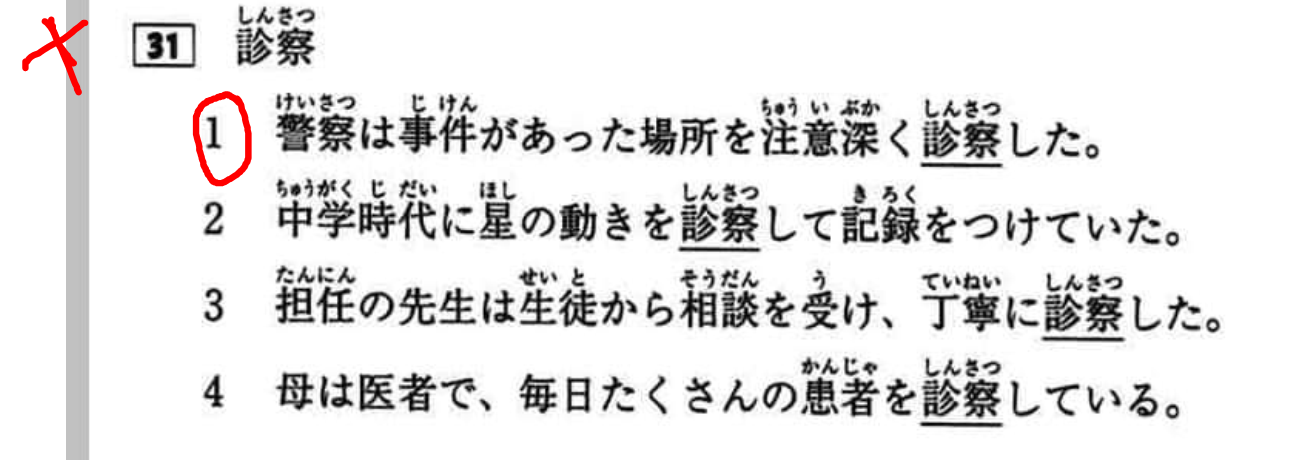 しんさつ
31 診察
けいさつ じ けん ちゅう い ぶか しんさつ
1 警察は事件があった場所を注意深く診察した。
ちゅうがく じ だい ほし しんさつ き ろく
2 中学時代に星の動きを診察して記録をつけていた。
たんにん せい と そうだん う ていねい しんさつ
3 担任の先生は生徒から相談を受け、丁寧に診察した。
かんじゃ しんさつ
4 母は医者で、毎日たくさんの患者を診察している。